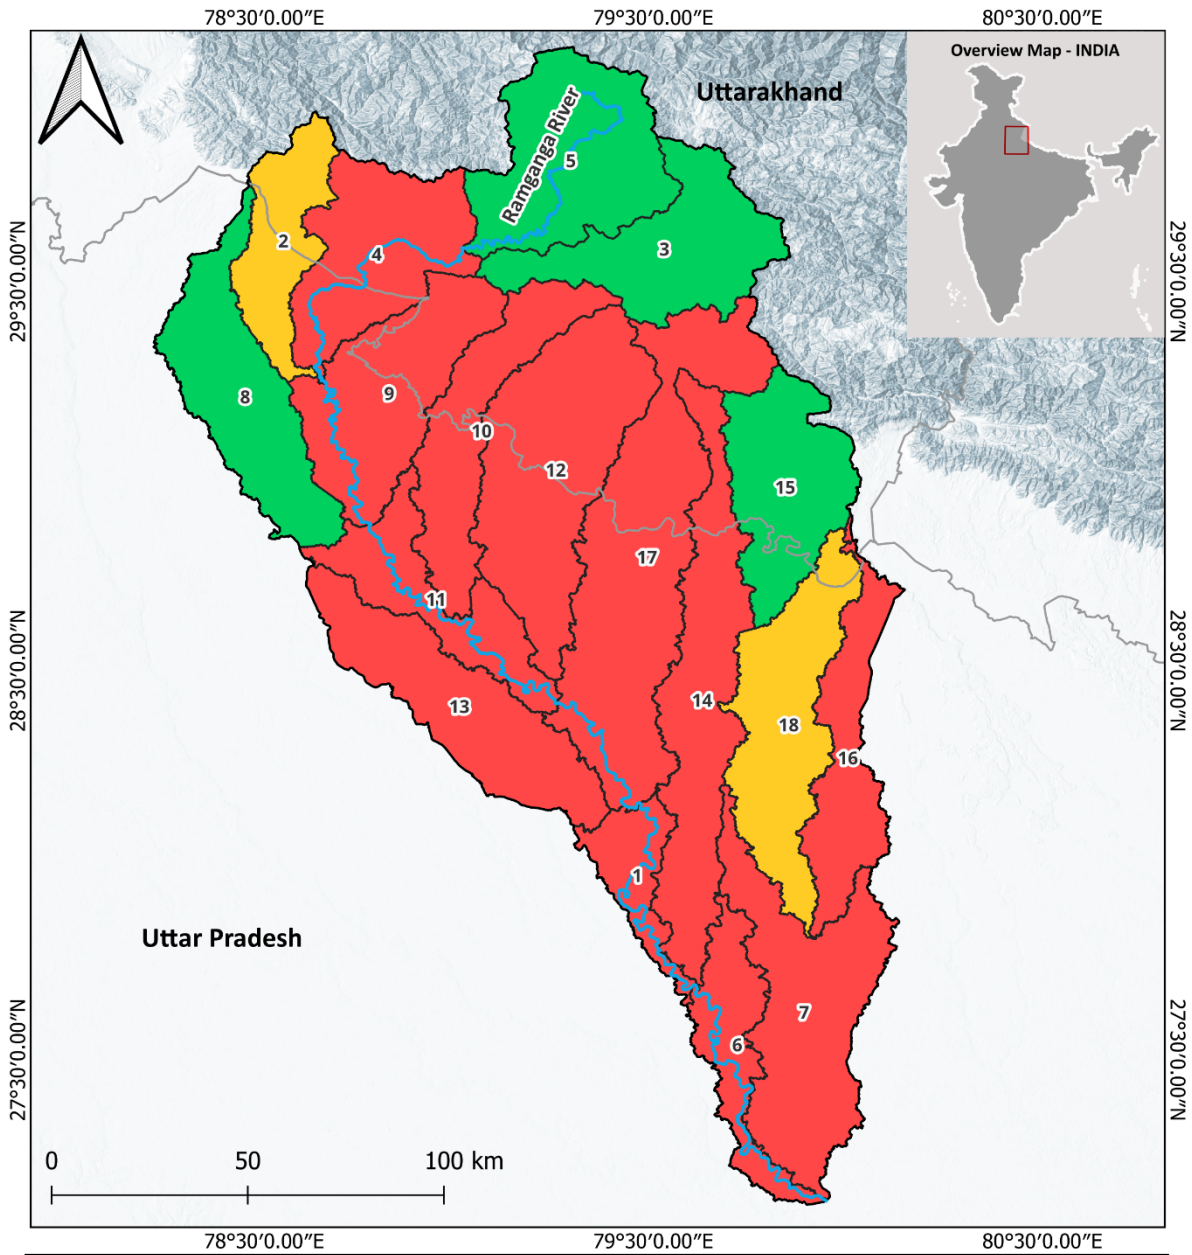 78°30′0.00″E 79°30′0.00″E 80°30′0.00″E
Overview Map - INDIA
Uttarakhand
Ramganga River
5
2
3
4
29°30′0.00″N
29°30′0.00″N
8
9
10
12
15
17
11
28°30′0.00″N
28°30′0.00″N
14
13
18
16
1
Uttar Pradesh
7
6
27°30′0.00″N
27°30′0.00″N
0 50 100 km
78°30′0.00″E 79°30′0.00″E 80°30′0.00″E